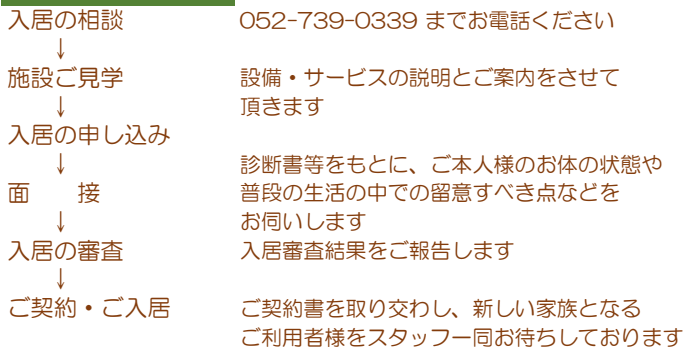 入居の相談　052-739-0339 までお電話ください
↓
施設ご見学　設備・サービスの説明とご案内をさせて
↓　頂きます
入居の申し込み
↓　診断書等をもとに、ご本人様のお体の状態や
面　　接　普段の生活の中での留意すべき点などを
↓　お伺いします
入居の審査　入居審査結果をご報告します
↓
ご契約・ご入居　ご契約書を取り交わし、新しい家族となる
ご利用者様をスタッフ一同お待ちしております